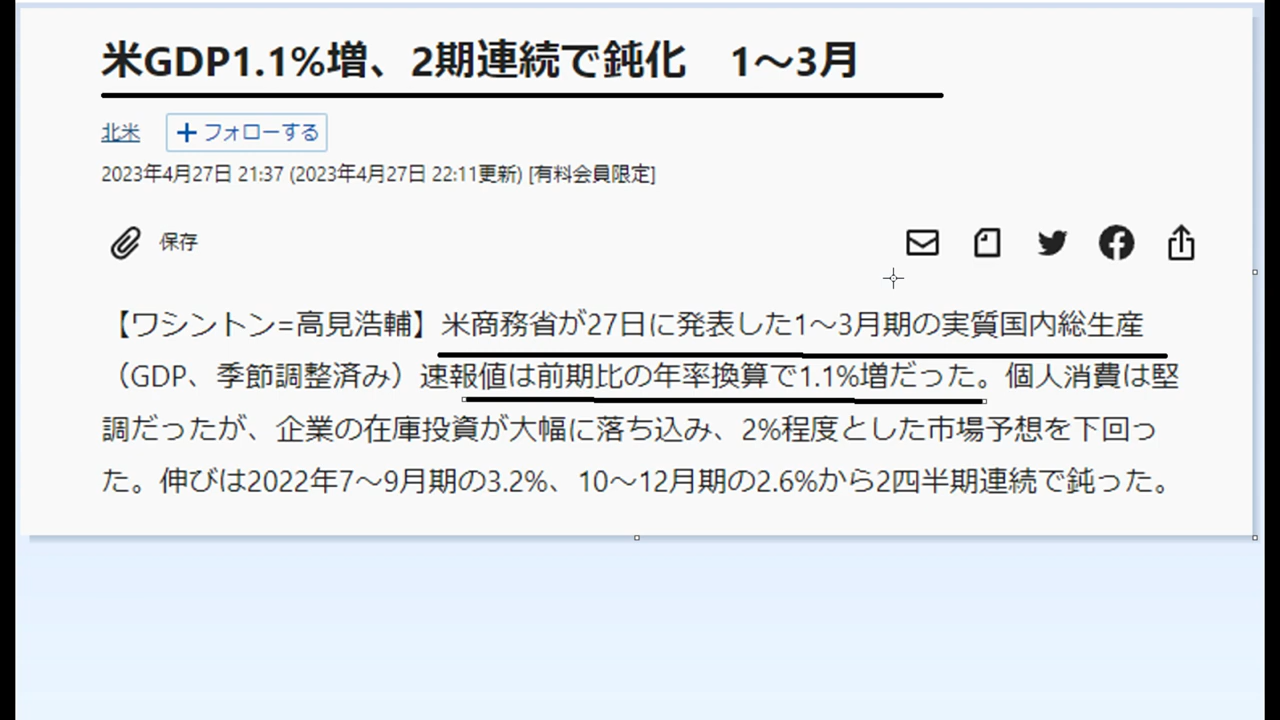 米GDP1.1%増、2期連続で鈍化　1〜3月
北米 +フォローする
2023年4月27日 21:37 (2023年4月27日 22:11更新) [有料会員限定]
保存
【ワシントン=高見浩輔】米商務省が27日に発表した1〜3月期の実質国内総生産
（GDP、季節調整済み）速報値は前期比の年率換算で1.1%増だった。個人消費は堅
調だったが、企業の在庫投資が大幅に落ち込み、2%程度とした市場予想を下回っ
た。伸びは2022年7〜9月期の3.2%、10〜12月期の2.6%から2四半期連続で鈍った。